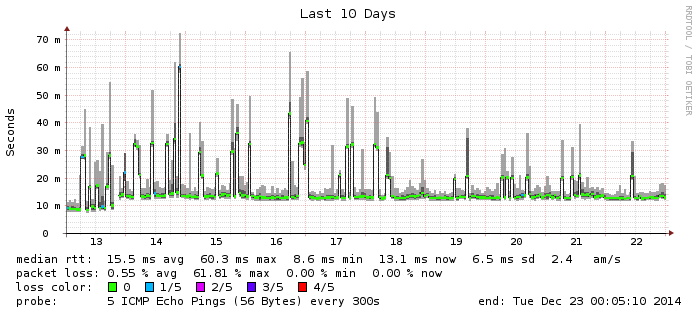 Last 10 Days
RRDTOOL / TOBI OETIKER
Seconds
70 m
60 m
50 m
40 m
30 m
20 m
10 m
0
13 14 15 16 17 18 19 20 21 22
median rtt: 15.5 ms avg 60.3 ms max 8.6 ms min 13.1 ms now 6.5 ms sd 2.4 am/s
packet loss: 0.55 % avg 61.81 % max 0.00 % min 0.00 % now
loss color: 0 1/5 2/5 3/5 4/5
probe: 5 ICMP Echo Pings (56 Bytes) every 300s end: Tue Dec 23 00:05:10 2014